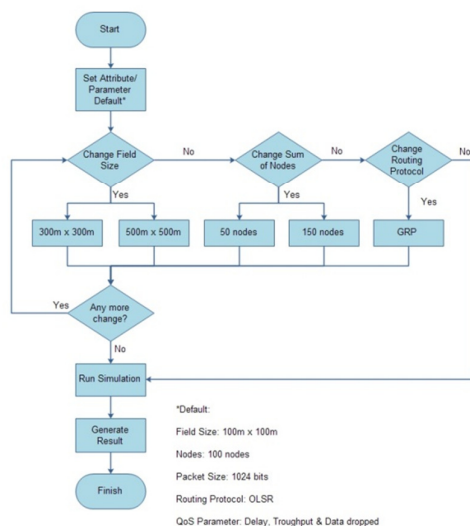 Start
Set Attribute/
Parameter
Default*
Change Field
Size
No
Change Sum
of Nodes
No
Change
Routing
Protocol
No
Yes
Yes
Yes
300m x 300m
500m x 500m
50 nodes
150 nodes
GRP
Yes
Any more
change?
No
Run Simulation
Generate
Result
Finish
*Default:
Field Size: 100m x 100m
Nodes: 100 nodes
Packet Size: 1024 bits
Routing Protocol: OLSR
QoS Parameter: Delay, Troughput & Data dropped